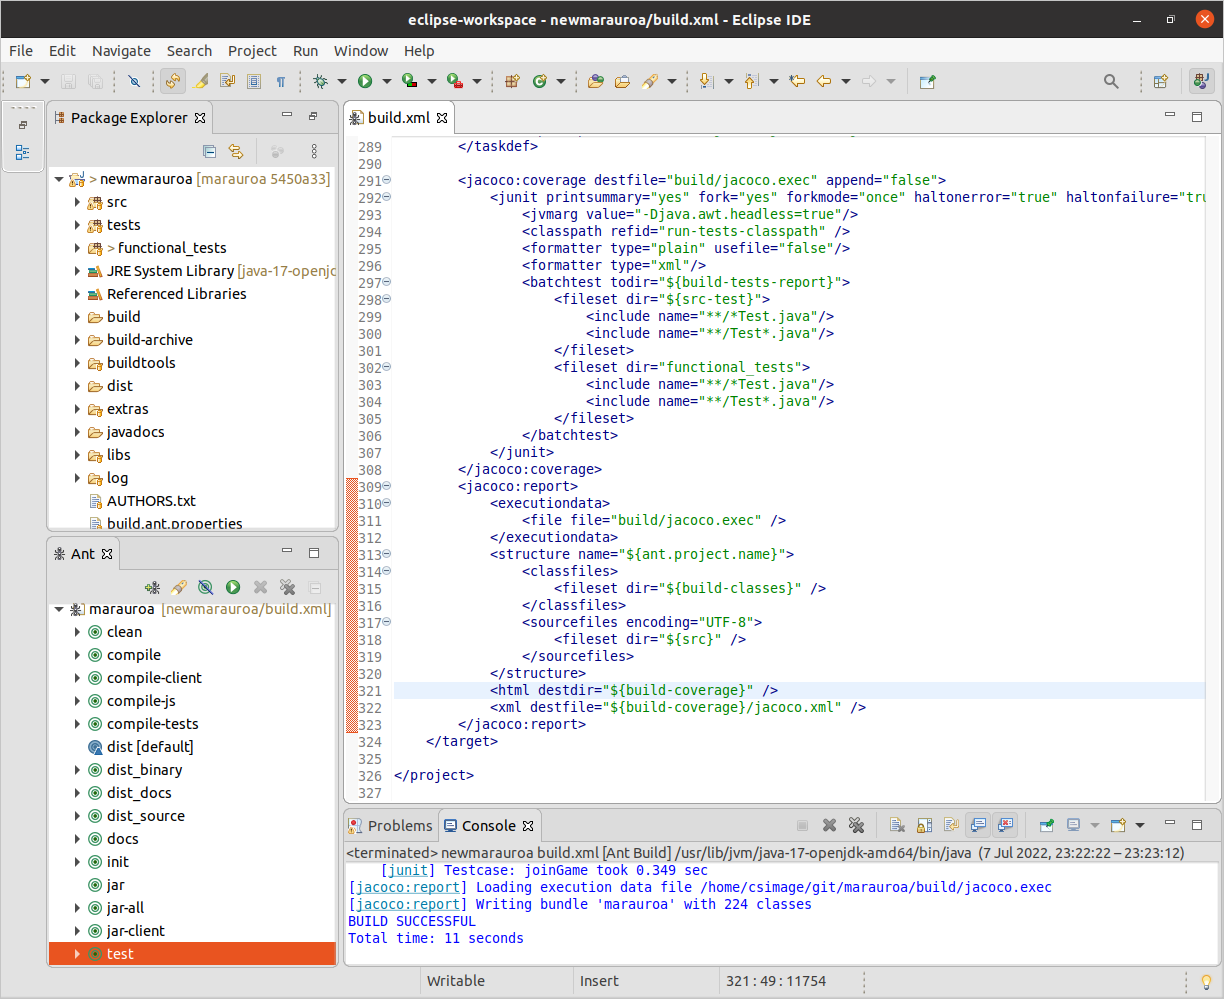 eclipse-workspace - newmarauroa/build.xml - Eclipse IDE
File Edit Navigate Search Project Run Window Help
Package Explorer
> newmarauroa [marauroa 5450a33]
src
tests
> functional_tests
JRE System Library [java-17-openjd
Referenced Libraries
build
build-archive
buildtools
dist
extras
javadocs
libs
log
AUTHORS.txt
build.ant.properties
Ant
marauroa [newmarauroa/build.xml]
clean
compile
compile-client
compile-js
compile-tests
dist [default]
dist_binary
dist_docs
dist_source
docs
init
jar
jar-all
jar-client
test
build.xml
289 </taskdef>
290
291 <jacoco:coverage destfile="build/jacoco.exec" append="false">
292 <junit printsummary="yes" fork="yes" forkmode="once" haltonerror="true" haltonfailure="tru
293 <jvmarg value="-Djava.awt.headless=true"/>
294 <classpath refid="run-tests-classpath" />
295 <formatter type="plain" usefile="false"/>
296 <formatter type="xml"/>
297 <batchtest todir="${build-tests-report}">
298 <fileset dir="${src-test}">
299 <include name="**/*Test.java"/>
300 <include name="**/Test*.java"/>
301 </fileset>
302 <fileset dir="functional_tests">
303 <include name="**/*Test.java"/>
304 <include name="**/Test*.java"/>
305 </fileset>
306 </batchtest>
307 </junit>
308 </jacoco:coverage>
309 <jacoco:report>
310 <executiondata>
311 <file file="build/jacoco.exec" />
312 </executiondata>
313 <structure name="${ant.project.name}">
314 <classfiles>
315 <fileset dir="${build-classes}" />
316 </classfiles>
317 <sourcefiles encoding="UTF-8">
318 <fileset dir="${src}" />
319 </sourcefiles>
320 </structure>
321 <html destdir="${build-coverage}" />
322 <xml destfile="${build-coverage}/jacoco.xml" />
323 </jacoco:report>
324 </target>
325
326 </project>
327
Problems Console
<terminated> newmarauroa build.xml [Ant Build] /usr/lib/jvm/java-17-openjdk-amd64/bin/java (7 Jul 2022, 23:22:22 – 23:23:12)
[junit] Testcase: joinGame took 0.349 sec
[jacoco:report] Loading execution data file /home/csimage/git/marauroa/build/jacoco.exec
[jacoco:report] Writing bundle 'marauroa' with 224 classes
BUILD SUCCESSFUL
Total time: 11 seconds
Writable Insert 321 : 49 : 11754